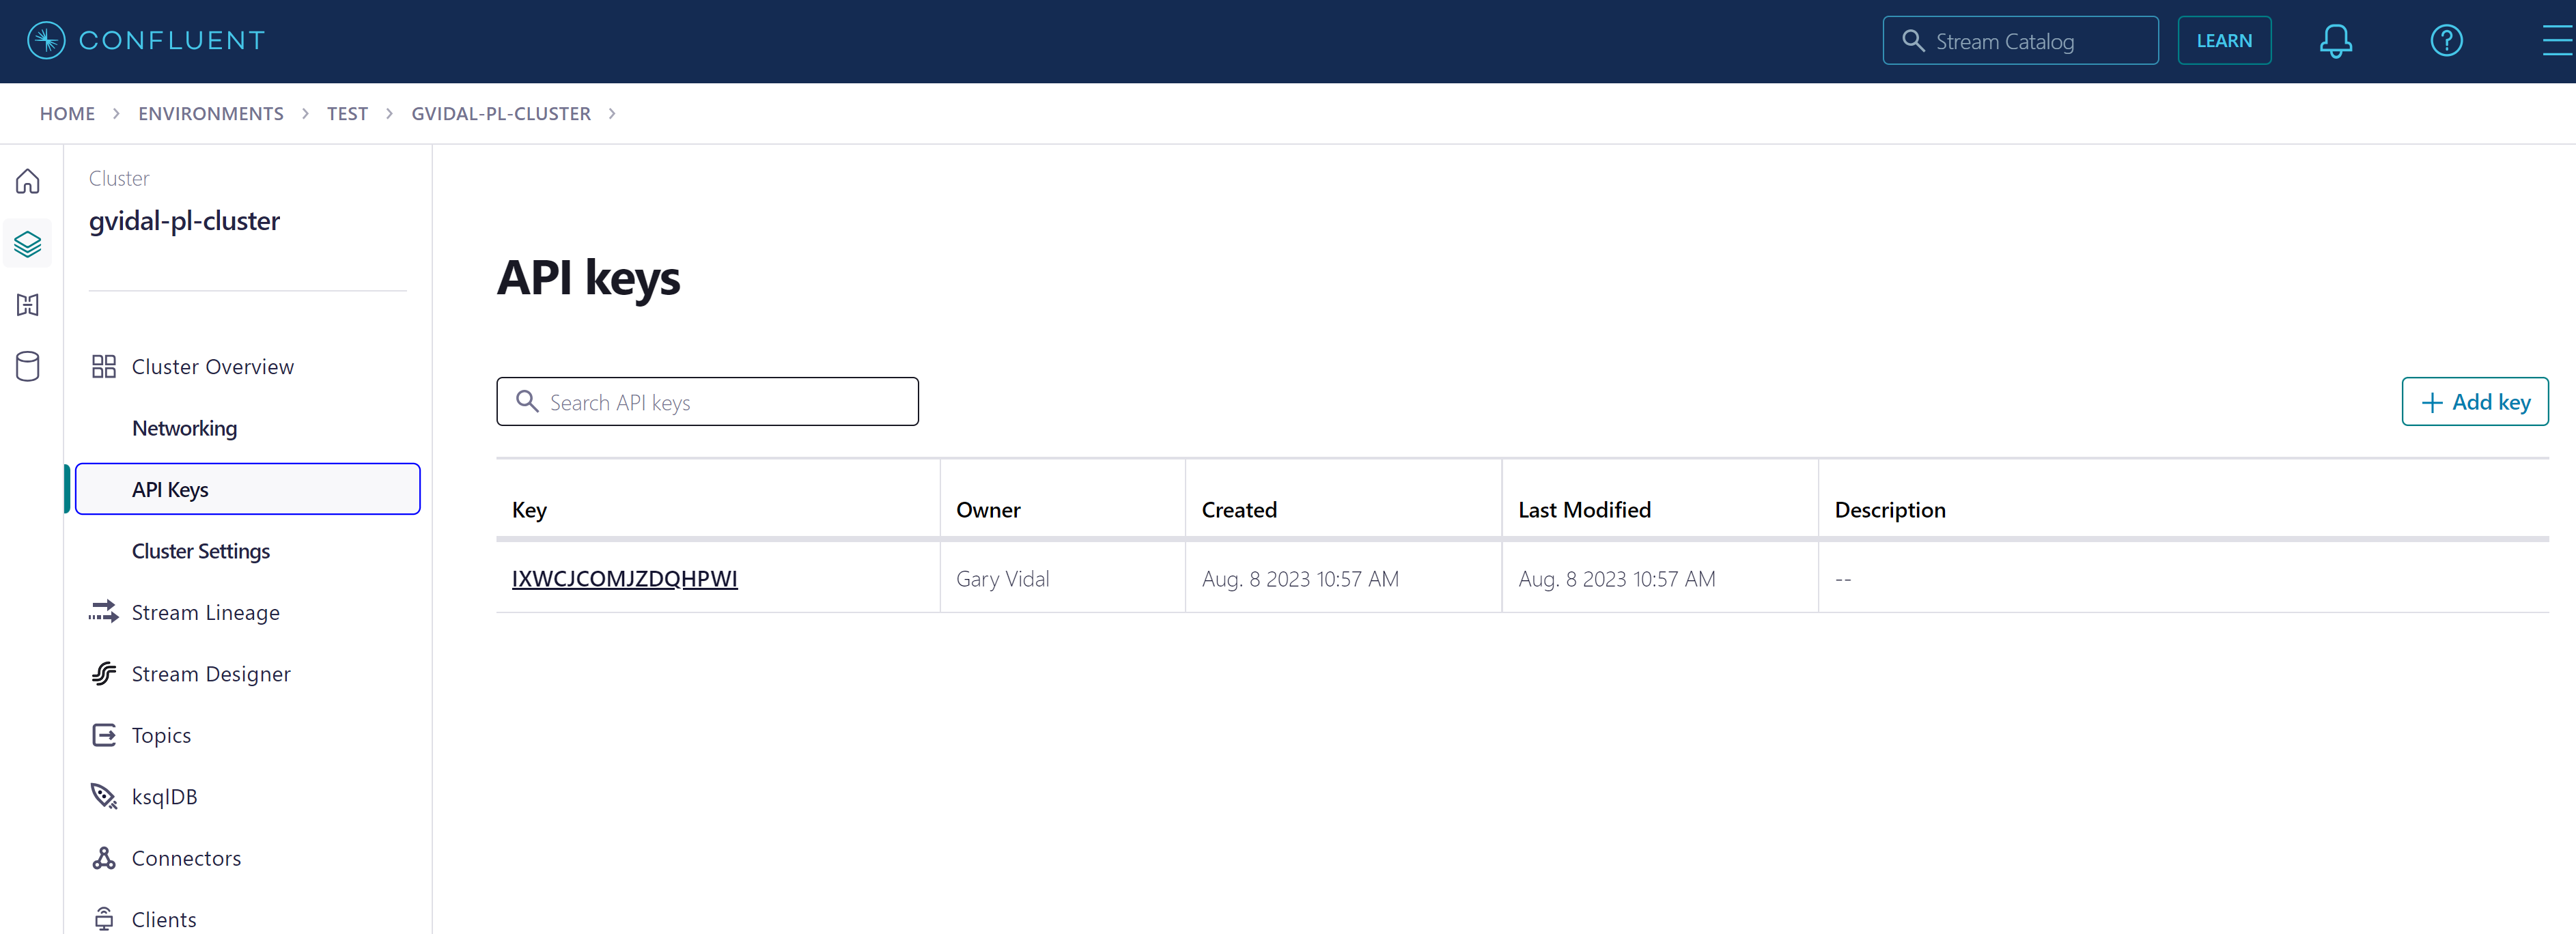 CONFLUENT
Stream Catalog
LEARN
HOME > ENVIRONMENTS > TEST > GVIDAL-PL-CLUSTER >
Cluster
gvidal-pl-cluster
Cluster Overview
Networking
API Keys
Cluster Settings
Stream Lineage
Stream Designer
Topics
ksqlDB
Connectors
Clients
API keys
Search API keys
+ Add key
Key Owner Created Last Modified Description
IXWCJCOMJZDQHPWI Gary Vidal Aug. 8 2023 10:57 AM Aug. 8 2023 10:57 AM --